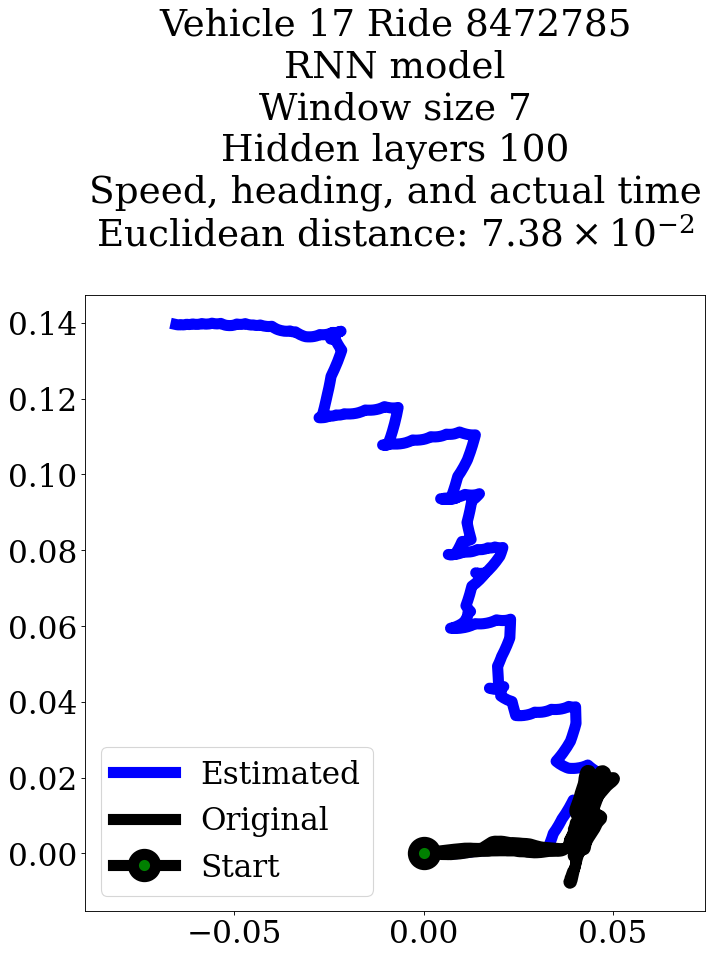 Vehicle 17 Ride 8472785
RNN model
Window size 7
Hidden layers 100
Speed, heading, and actual time
Euclidean distance: 7.38 × 10⁻²
0.14
0.12
0.10
0.08
0.06
0.04
0.02
0.00
Estimated
Original
Start
−0.05
0.00
0.05